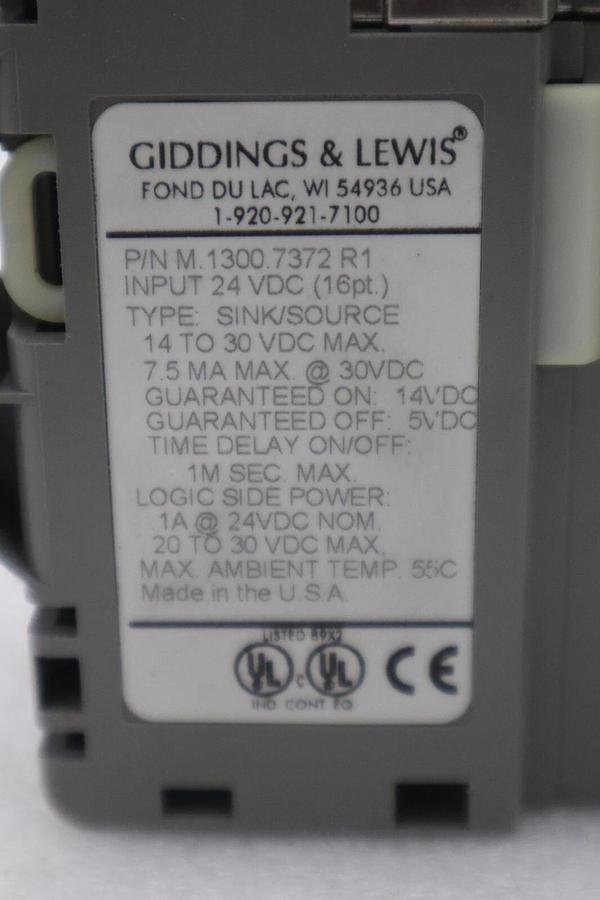 GIDDINGS & LEWIS®
FOND DU LAC, WI 54936 USA
1-920-921-7100
P/N M.1300.7372 R1
INPUT 24 VDC (16pt.)
TYPE: SINK/SOURCE
14 TO 30 VDC MAX.
7.5 MA MAX. @ 30VDC
GUARANTEED ON: 14VDC
GUARANTEED OFF: 5VDC
TIME DELAY ON/OFF:
1M SEC. MAX.
LOGIC SIDE POWER:
.1A @ 24VDC NOM.
20 TO 30 VDC MAX.
MAX. AMBIENT TEMP. 55C
Made in the U.S.A.
LISTED 89X2
UL c UL CE
IND. CONT. EQ